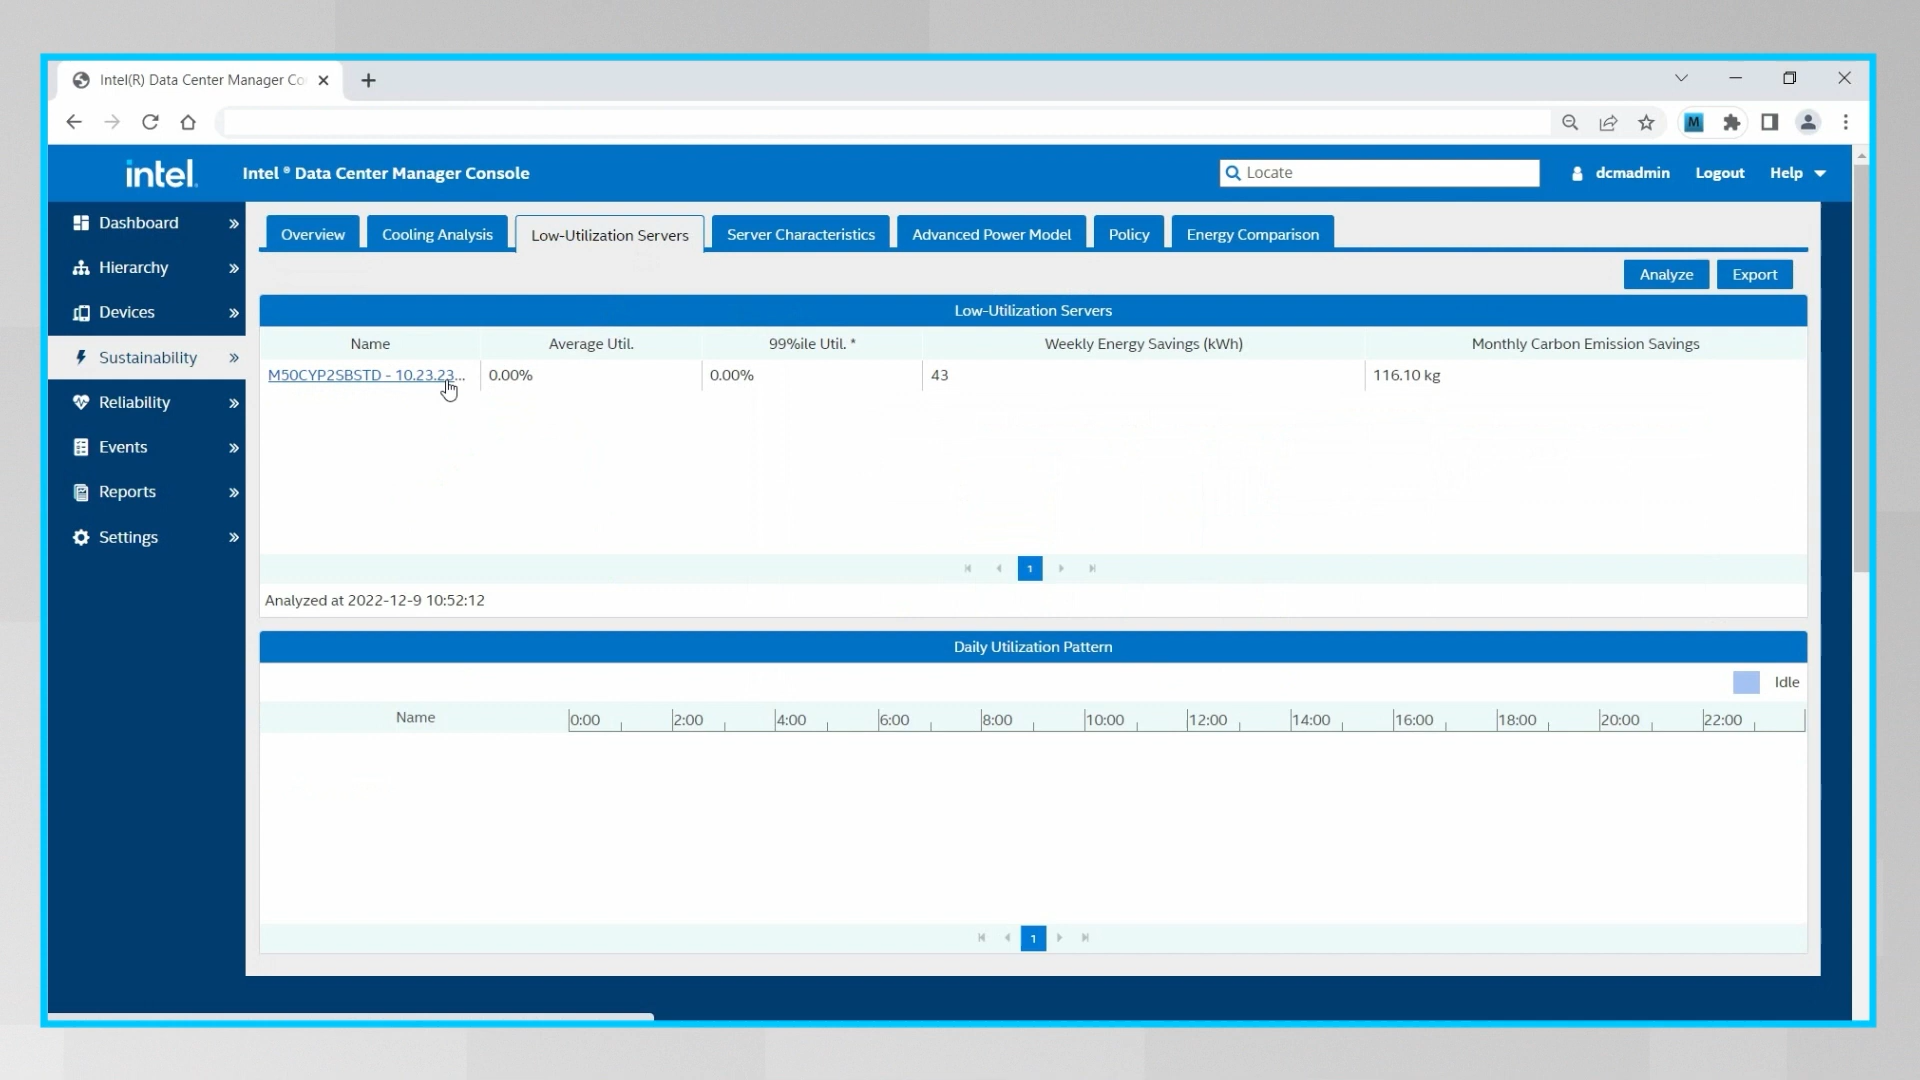 Intel(R) Data Center Manager Co
M
intel.
Intel ® Data Center Manager Console
Locate
dcmadmin
Logout
Help
Dashboard
Hierarchy
Devices
Sustainability
Reliability
Events
Reports
Settings
Overview
Cooling Analysis
Low-Utilization Servers
Server Characteristics
Advanced Power Model
Policy
Energy Comparison
Analyze
Export
Low-Utilization Servers
Name Average Util. 99%ile Util. * Weekly Energy Savings (kWh) Monthly Carbon Emission Savings
M50CYP2SBSTD - 10.23.23... 0.00% 0.00% 43 116.10 kg
1
Analyzed at 2022-12-9 10:52:12
Daily Utilization Pattern
Idle
Name 0:00 2:00 4:00 6:00 8:00 10:00 12:00 14:00 16:00 18:00 20:00 22:00
1